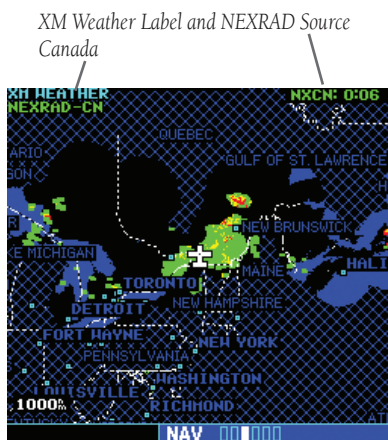 XM Weather Label and NEXRAD Source
Canada
XM WEATHER
NEXRAD-CN
NXCN: 0:06
QUEBEC
ARIO
GULF OF ST. LAWRENCE
NEW BRUNSWICK
KE MICHIGAN
MAINE
HALI
TORONTO
NEW HAMPSHIRE
DETROIT
FORT WAYNE
NEW YORK
PENNSYLVANIA
WASHINGTON
LOUISVILLE
1000
RICHMOND
NAV